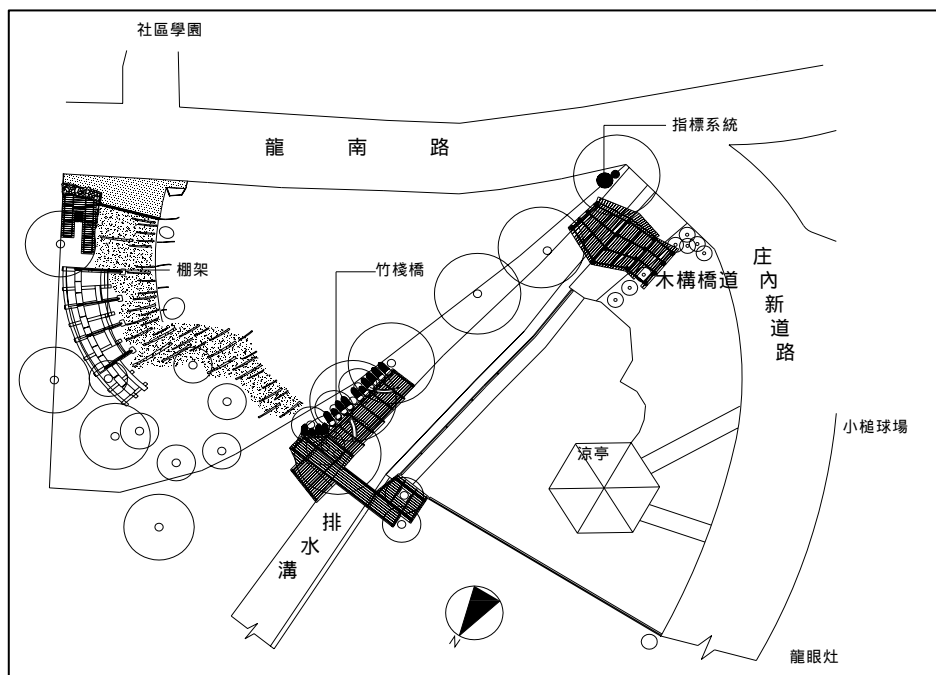 社區學園
指標系統
龍南路
棚架
竹棧橋
木構橋道
庄內新道路
小槌球場
涼亭
排水溝
N
龍眼灶